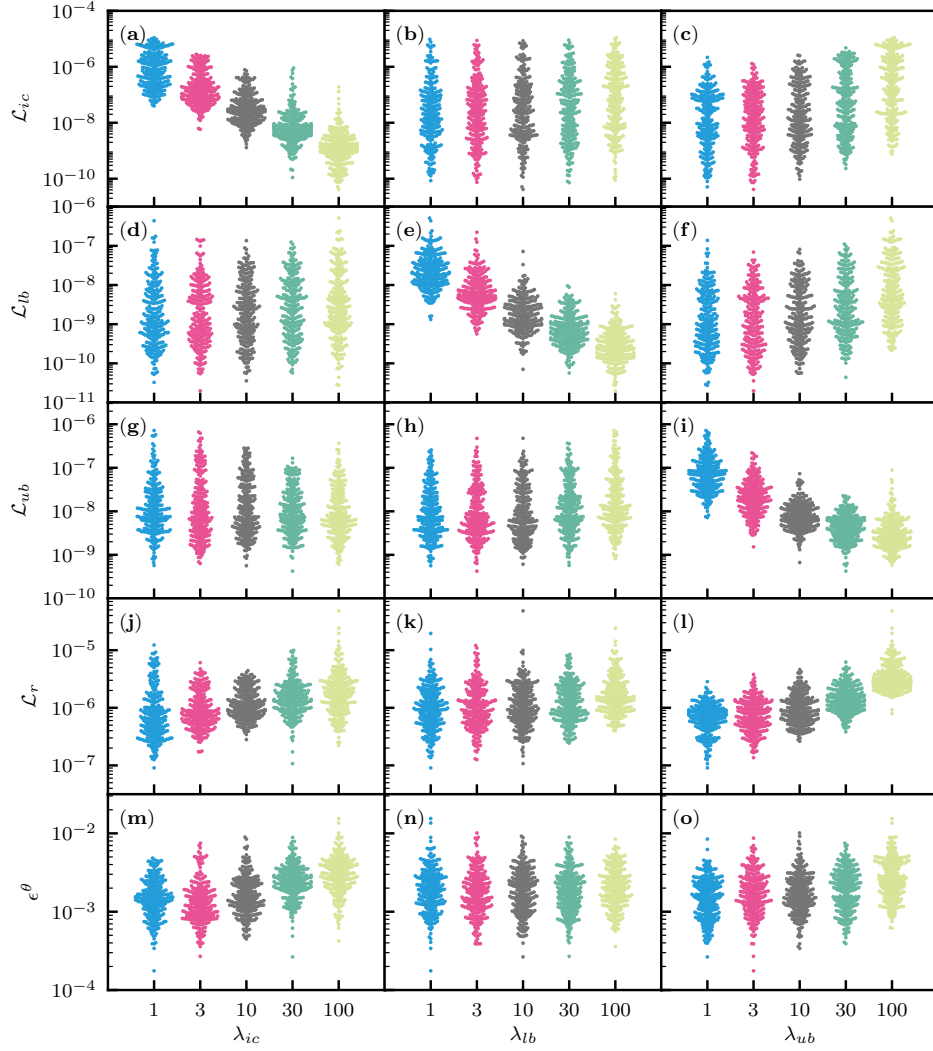 10⁻⁴
(a) (b) (c)
10⁻⁶
ℒ_ic
10⁻⁸
10⁻¹⁰
10⁻⁶
(d) (e) (f)
10⁻⁷
10⁻⁸
ℒ_lb
10⁻⁹
10⁻¹⁰
10⁻¹¹
(g) (h) (i)
10⁻⁶
10⁻⁷
ℒ_ub
10⁻⁸
10⁻⁹
10⁻¹⁰
(j) (k) (l)
10⁻⁵
ℒ_r
10⁻⁶
10⁻⁷
(m) (n) (o)
10⁻²
ϵ^θ
10⁻³
10⁻⁴
1 3 10 30 100 1 3 10 30 100 1 3 10 30 100
λ_ic λ_lb λ_ub